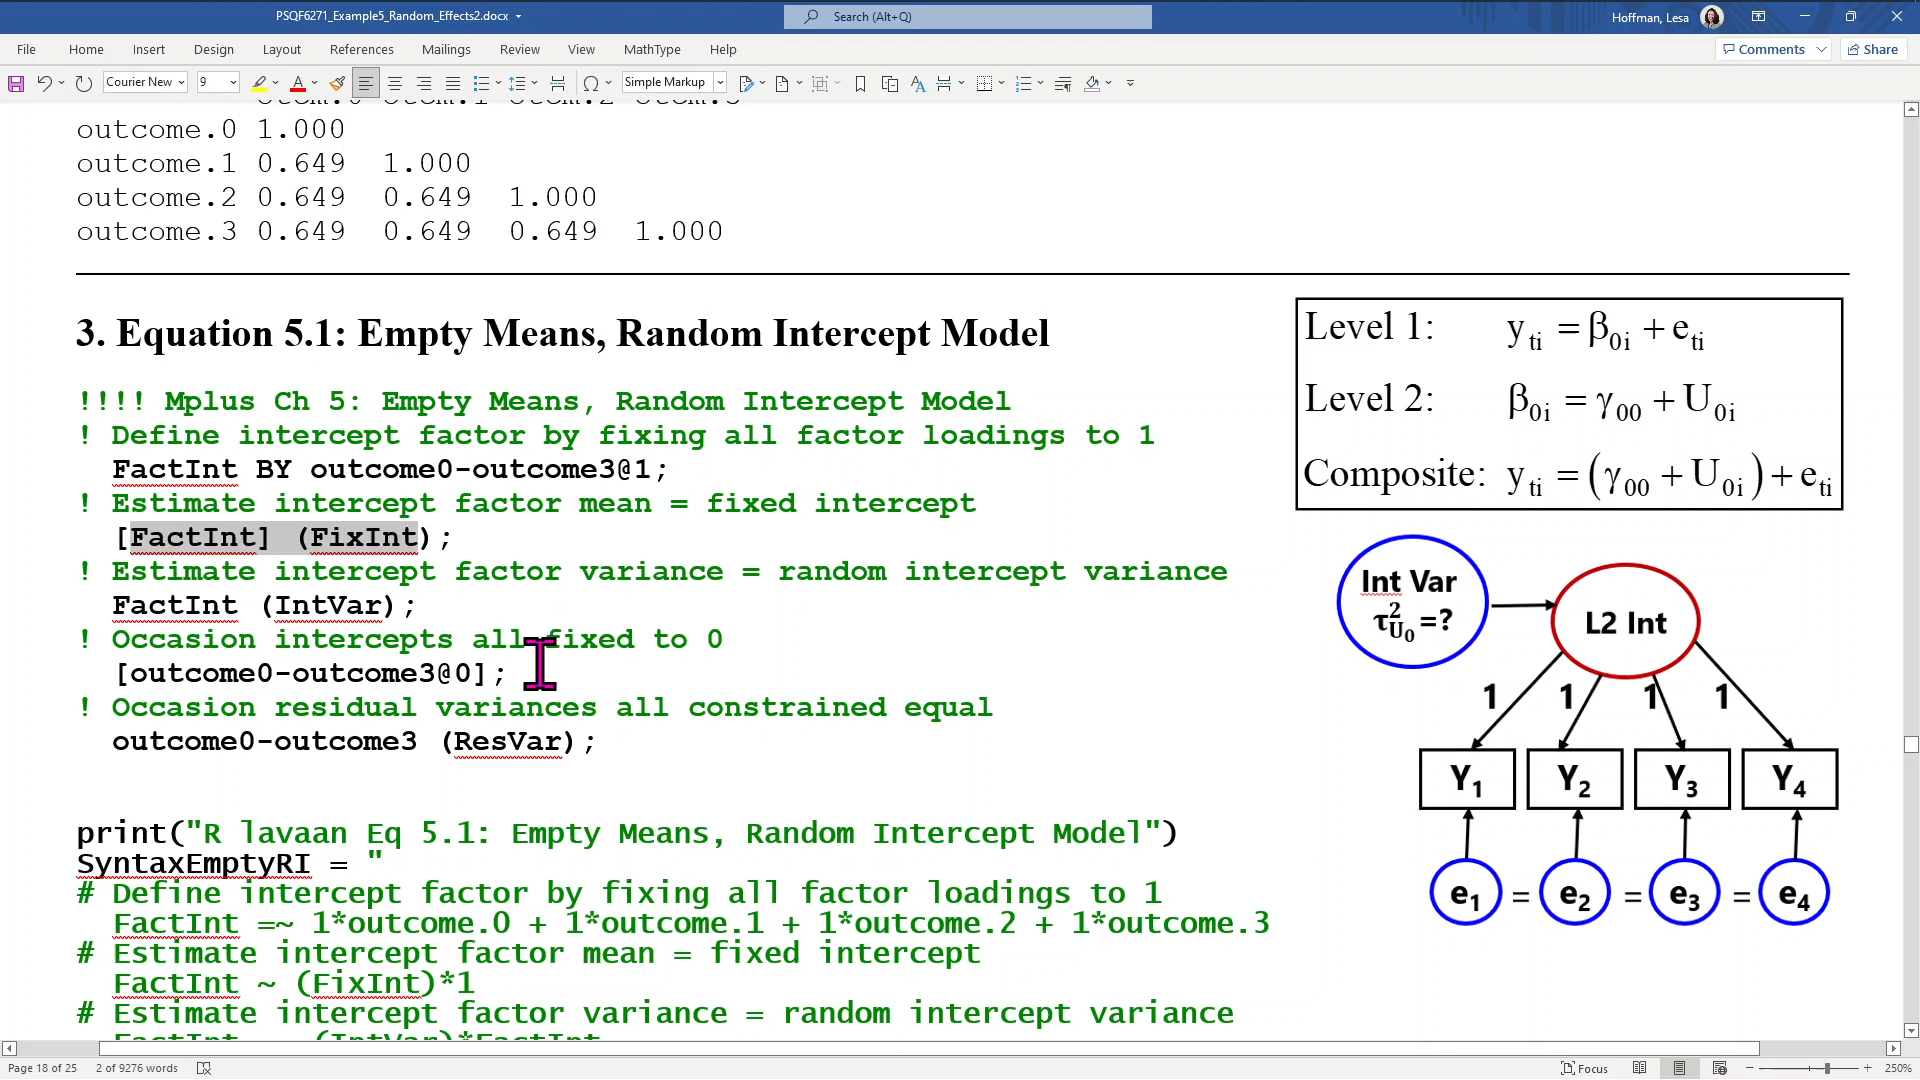 PSQF6271_Example5_Random_Effects2.docx
Search (Alt+Q)
Hoffman, Lesa
File Home Insert Design Layout References Mailings Review View MathType Help
Comments Share
Courier New 9 Simple Markup
outcome.0 1.000
outcome.1 0.649 1.000
outcome.2 0.649 0.649 1.000
outcome.3 0.649 0.649 0.649 1.000
3. Equation 5.1: Empty Means, Random Intercept Model
!!!! Mplus Ch 5: Empty Means, Random Intercept Model
! Define intercept factor by fixing all factor loadings to 1
FactInt BY outcome0-outcome3@1;
! Estimate intercept factor mean = fixed intercept
[FactInt] (FixInt);
! Estimate intercept factor variance = random intercept variance
FactInt (IntVar);
! Occasion intercepts all fixed to 0
[outcome0-outcome3@0];
! Occasion residual variances all constrained equal
outcome0-outcome3 (ResVar);
print("R lavaan Eq 5.1: Empty Means, Random Intercept Model")
SyntaxEmptyRI = "
# Define intercept factor by fixing all factor loadings to 1
FactInt =~ 1*outcome.0 + 1*outcome.1 + 1*outcome.2 + 1*outcome.3
# Estimate intercept factor mean = fixed intercept
FactInt ~ (FixInt)*1
# Estimate intercept factor variance = random intercept variance
Level 1: y_ti = β_0i + e_ti
Level 2: β_0i = γ_00 + U_0i
Composite: y_ti = (γ_00 + U_0i) + e_ti
Int Var
τ²_U₀ =?
L2 Int
1 1 1 1
Y₁ Y₂ Y₃ Y₄
e₁ = e₂ = e₃ = e₄
Page 18 of 25 2 of 9276 words
Focus
250%